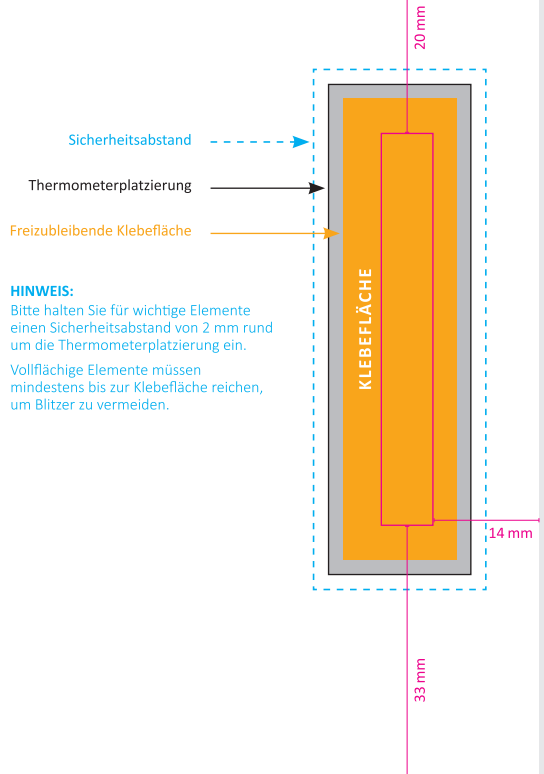 20 mm
Sicherheitsabstand
Thermometerplatzierung
Freizubleibende Klebefläche
HINWEIS:
Bitte halten Sie für wichtige Elemente
einen Sicherheitsabstand von 2 mm rund
um die Thermometerplatzierung ein.
Vollflächige Elemente müssen
mindestens bis zur Klebefläche reichen,
um Blitzer zu vermeiden.
KLEBEFLÄCHE
14 mm
33 mm